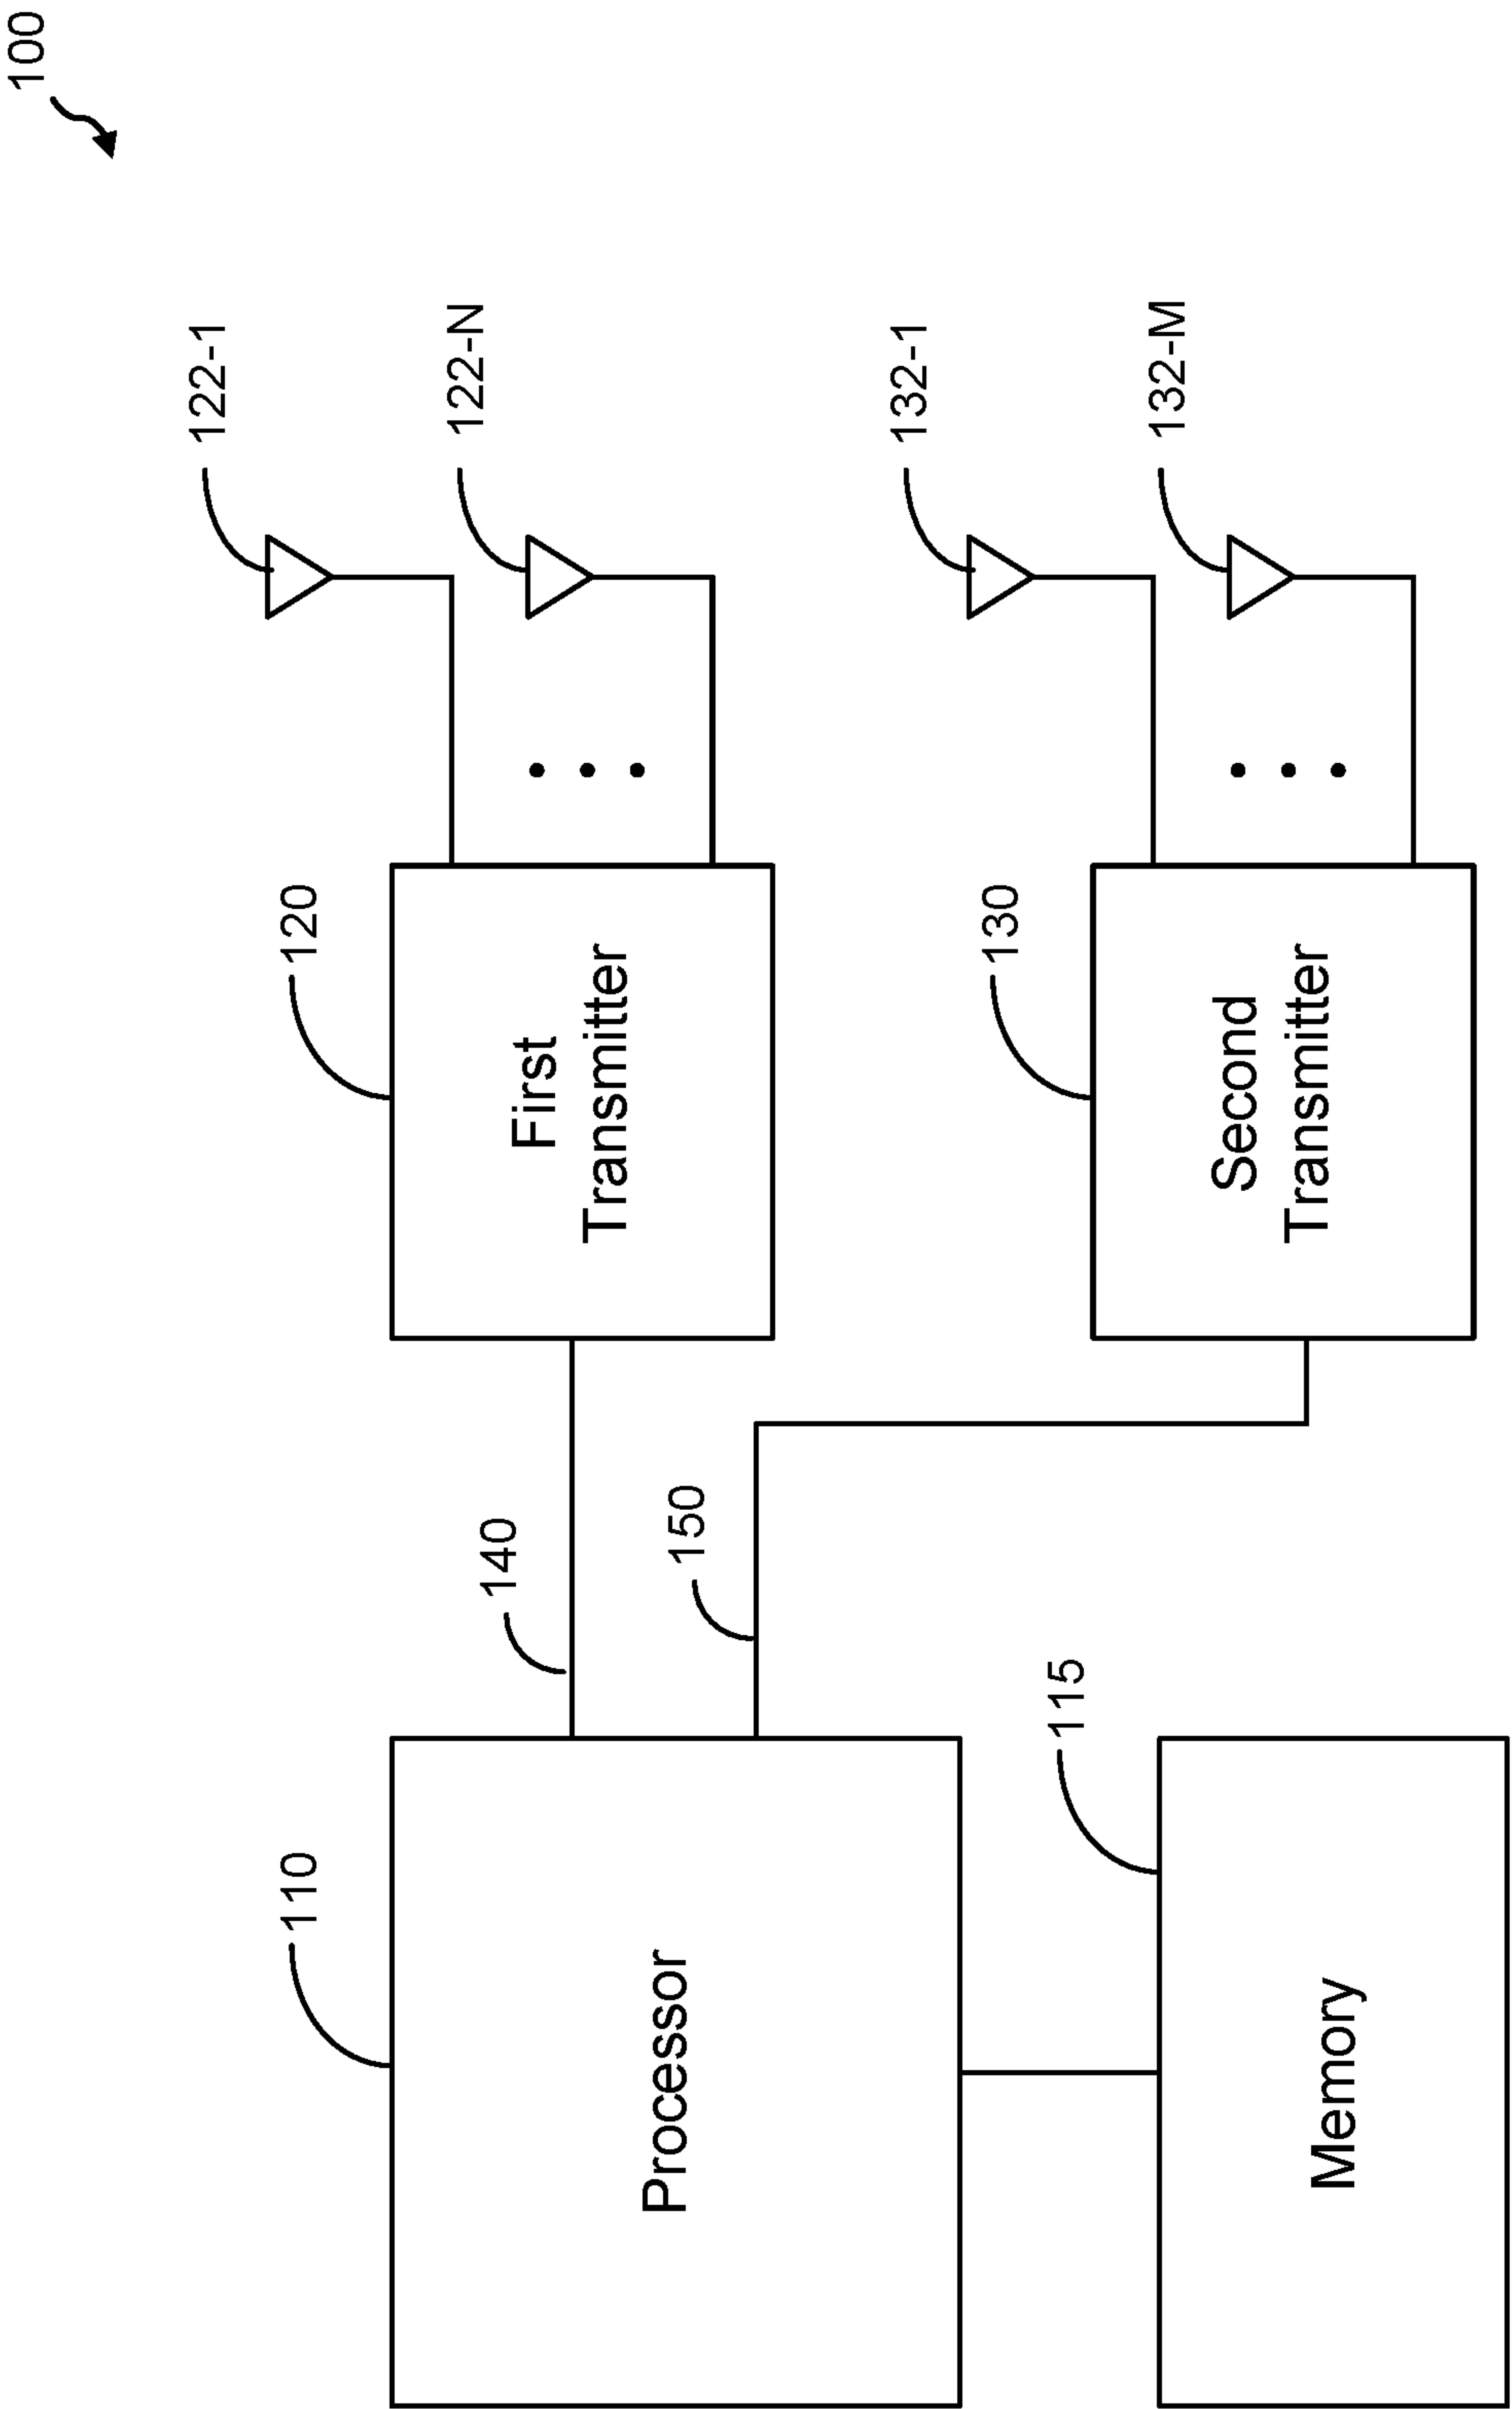 100
122-1
122-N
120
First
Transmitter
140
110
Processor
150
132-1
132-M
130
Second
Transmitter
115
Memory